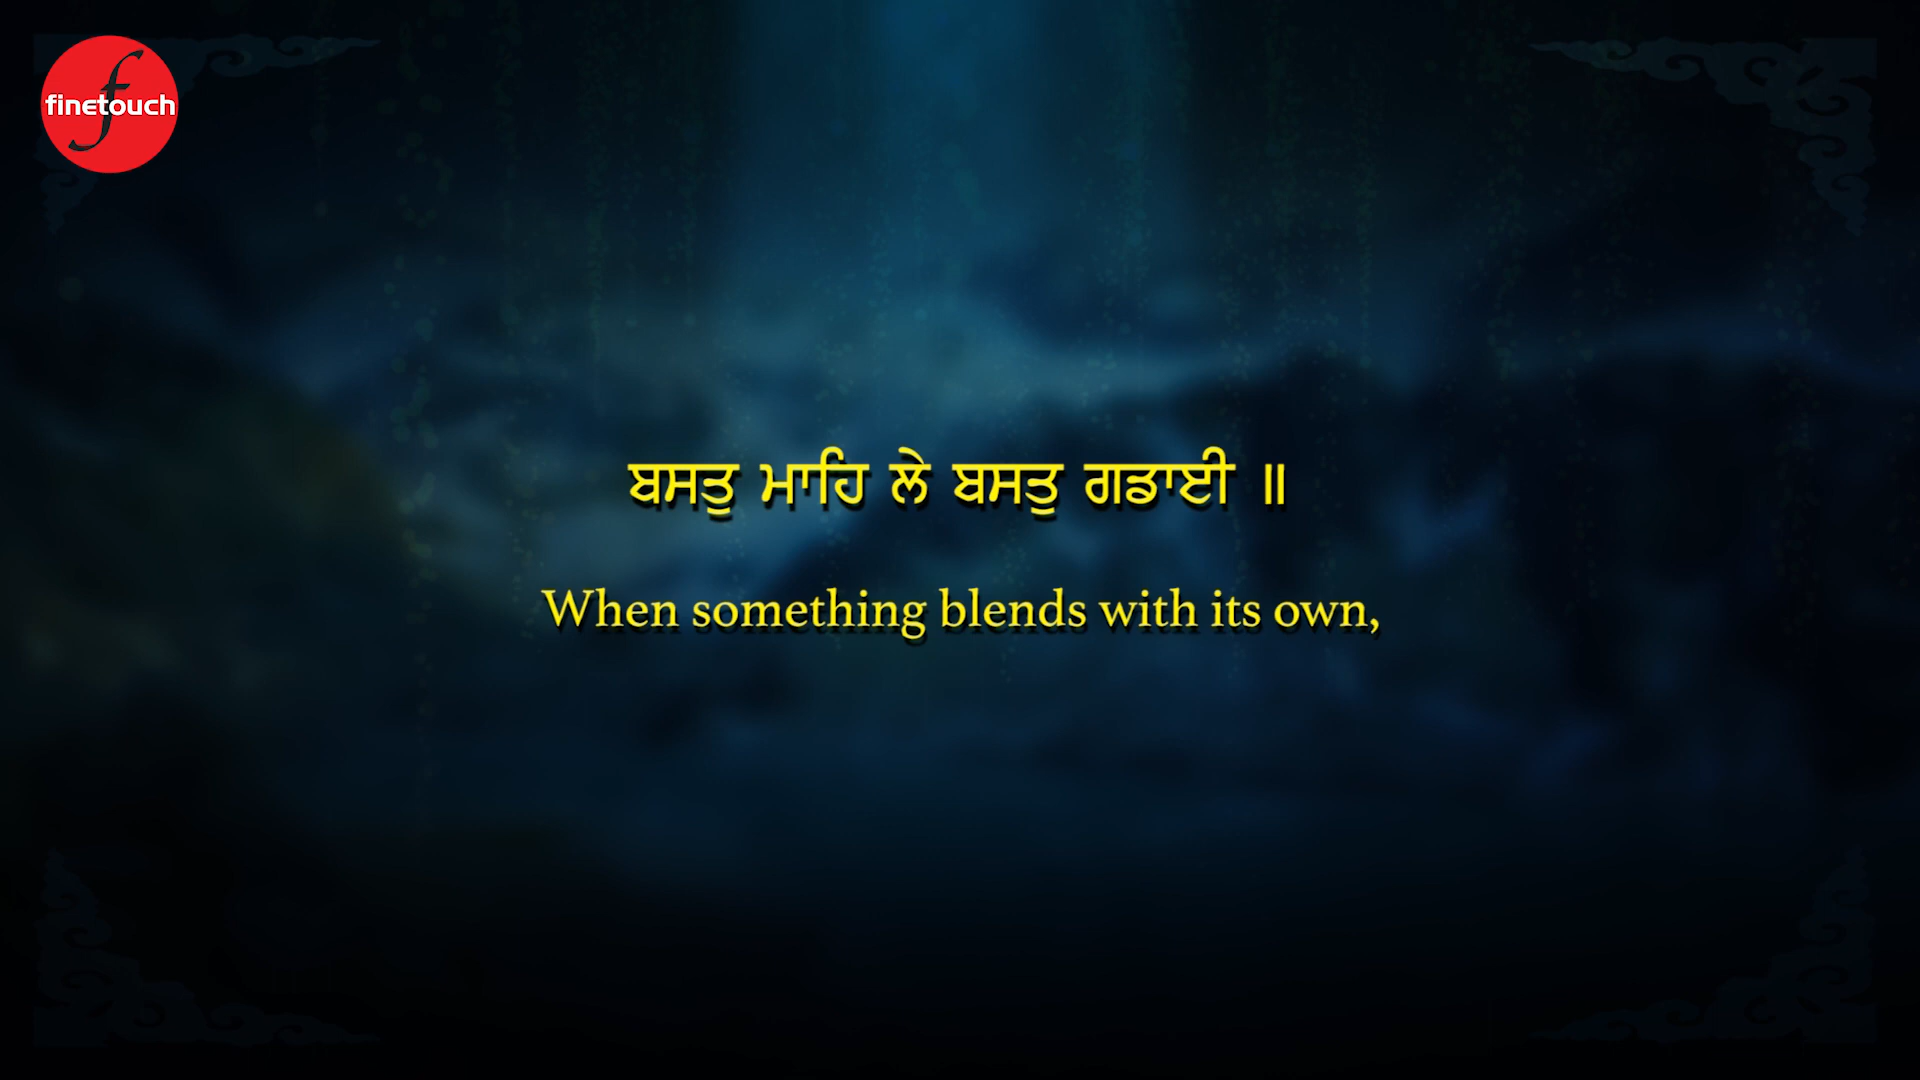 finetouch
ਬਸਤੁ ਮਾਹਿ ਲੇ ਬਸਤੁ ਗਡਾਈ ॥
When something blends with its own,